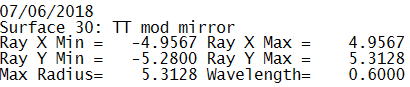 07/06/2018
Surface 30: TT mod mirror
Ray X Min = -4.9567 Ray X Max = 4.9567
Ray Y Min = -5.2800 Ray Y Max = 5.3128
Max Radius= 5.3128 Wavelength= 0.6000